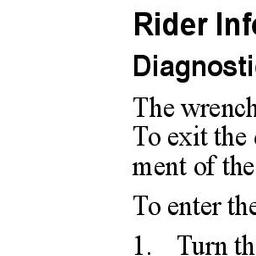 Rider Info
Diagnosti
The wrench
To exit the
ment of the
To enter the
1. Turn th